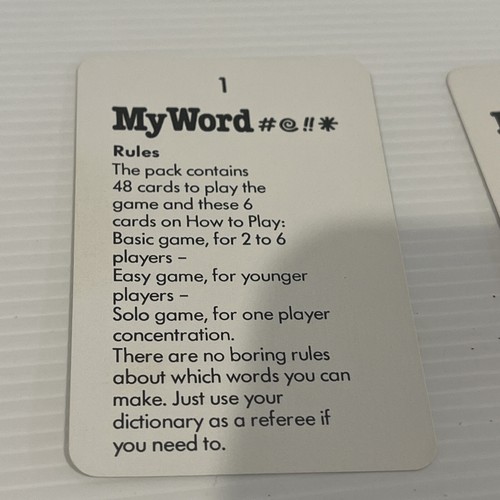 1
My Word #@!!*
Rules
The pack contains
48 cards to play the
game and these 6
cards on How to Play:
Basic game, for 2 to 6
players –
Easy game, for younger
players –
Solo game, for one player
concentration.
There are no boring rules
about which words you can
make. Just use your
dictionary as a referee if
you need to.